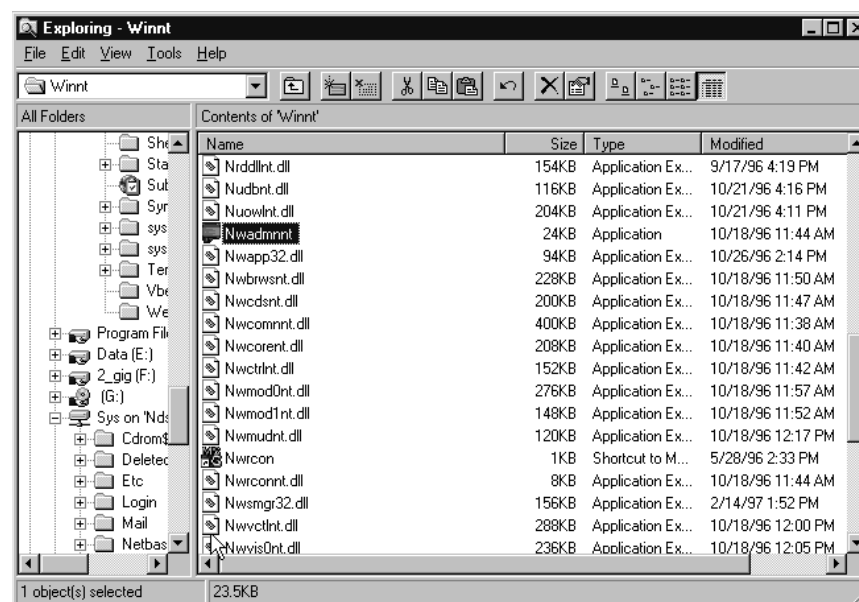 Exploring - Winnt
File Edit View Tools Help
Winnt
All Folders Contents of 'Winnt'
Name Size Type Modified
Nrddllnt.dll 154KB Application Ex... 9/17/96 4:19 PM
Nudbnt.dll 116KB Application Ex... 10/21/96 4:16 PM
Nuowlnt.dll 204KB Application Ex... 10/21/96 4:11 PM
Nwadmnnt 24KB Application 10/18/96 11:44 AM
Nwapp32.dll 94KB Application Ex... 10/26/96 2:14 PM
Nwbrwsnt.dll 228KB Application Ex... 10/18/96 11:50 AM
Nwcdsnt.dll 200KB Application Ex... 10/18/96 11:47 AM
Nwcomnnt.dll 400KB Application Ex... 10/18/96 11:38 AM
Nwcorent.dll 208KB Application Ex... 10/18/96 11:40 AM
Nwctrlnt.dll 152KB Application Ex... 10/18/96 11:42 AM
Nwmod0nt.dll 276KB Application Ex... 10/18/96 11:57 AM
Nwmod1nt.dll 148KB Application Ex... 10/18/96 11:52 AM
Nwmudnt.dll 120KB Application Ex... 10/18/96 12:17 PM
Nwrcon 1KB Shortcut to M... 5/28/96 2:33 PM
Nwrconnt.dll 8KB Application Ex... 10/18/96 11:44 AM
Nwsmgr32.dll 156KB Application Ex... 2/14/97 1:52 PM
Nwvctlnt.dll 288KB Application Ex... 10/18/96 12:00 PM
Nwvis0nt.dll 236KB Application Ex... 10/18/96 12:05 PM
She
Sta
Sub
Syr
sys
sys
Ter
Vbe
We
Program File
Data (E:)
2_gig (F:)
(G:)
Sys on 'Nds
Cdrom$
Deleted
Etc
Login
Mail
Netbas
1 object(s) selected 23.5KB